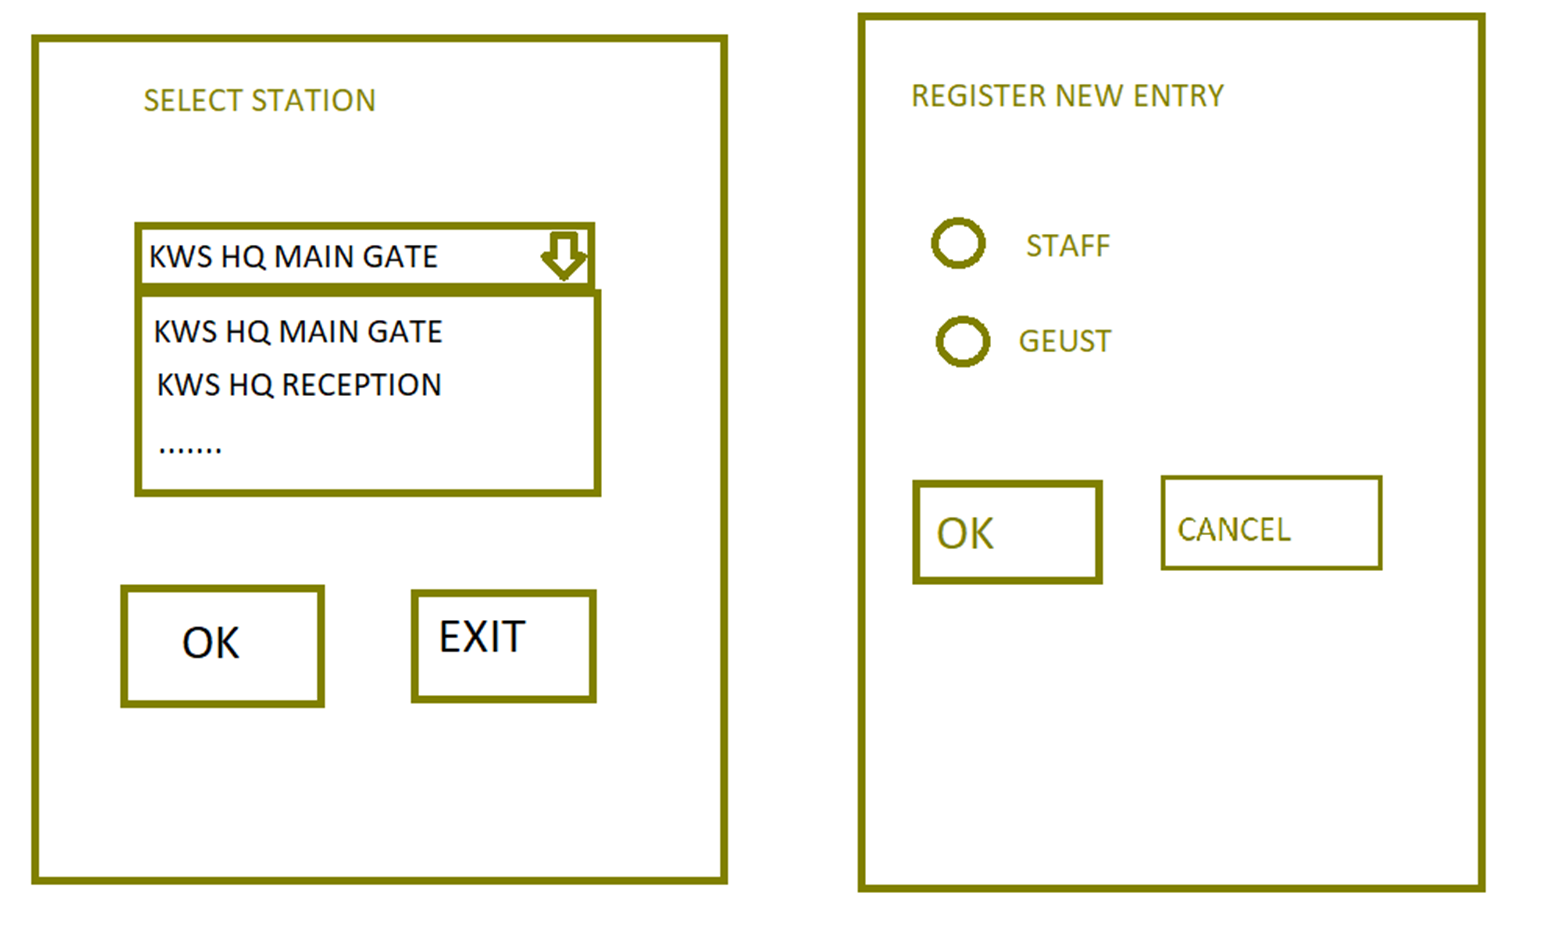 SELECT STATION
KWS HQ MAIN GATE
KWS HQ MAIN GATE
KWS HQ RECEPTION
.......
OK
EXIT
REGISTER NEW ENTRY
STAFF
GEUST
OK
CANCEL